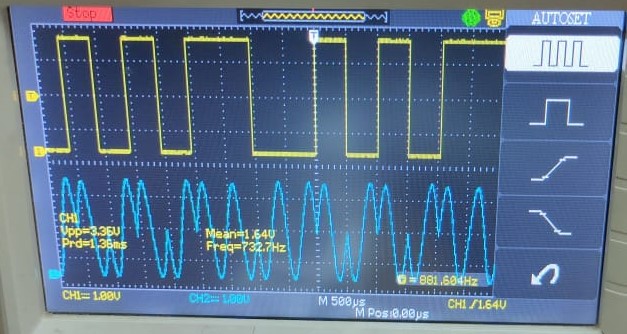 Stop
AUTOSET
T
CH1
Vpp=3.36V
Mean=1.64V
Prd=1.36ms
Freq=732.7Hz
= 881.604Hz
CH1= 1.00V
CH2= 1.00V
M 500µs
CH1 /1.64V
M Pos:0.00µs